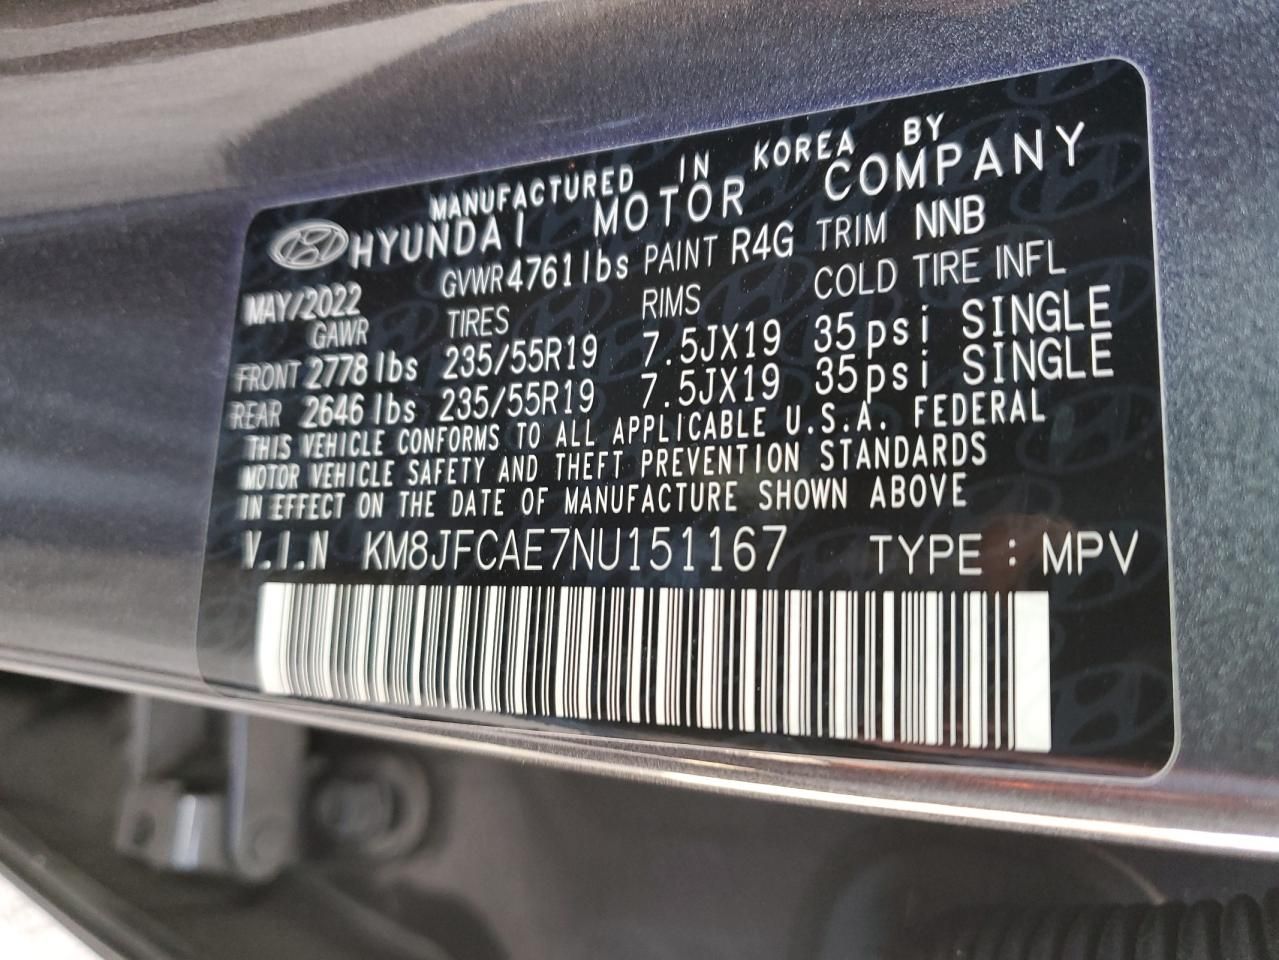 MANUFACTURED IN KOREA BY
HYUNDAI MOTOR COMPANY
MAY/2022 GVWR 4761 lbs PAINT R4G TRIM NNB
GAWR TIRES RIMS COLD TIRE INFL
FRONT 2778 lbs 235/55R19 7.5JX19 35psi SINGLE
REAR 2646 lbs 235/55R19 7.5JX19 35psi SINGLE
THIS VEHICLE CONFORMS TO ALL APPLICABLE U.S.A. FEDERAL
MOTOR VEHICLE SAFETY AND THEFT PREVENTION STANDARDS
IN EFFECT ON THE DATE OF MANUFACTURE SHOWN ABOVE
V.I.N KM8JFCAE7NU151167 TYPE : MPV